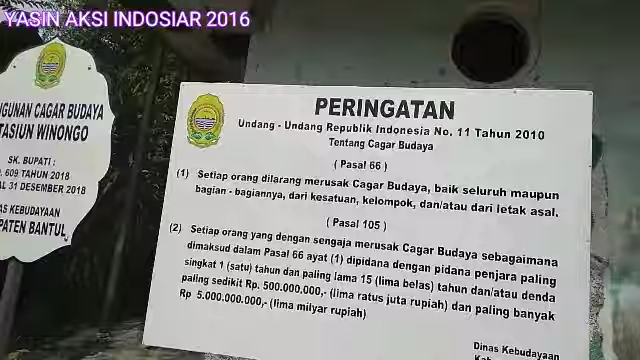 YASIN AKSI INDOSIAR 2016
GUNAN CAGAR BUDAYA
TASIUN WINONGO
SK. BUPATI :
609 TAHUN 2018
AL 31 DESEMBER 2018
AS KEBUDAYAAN
PATEN BANTUL
PERINGATAN
Undang - Undang Republik Indonesia No. 11 Tahun 2010
Tentang Cagar Budaya
( Pasal 66 )
(1) Setiap orang dilarang merusak Cagar Budaya, baik seluruh maupun
bagian - bagiannya, dari kesatuan, kelompok, dan/atau dari letak asal.
( Pasal 105 )
(2) Setiap orang yang dengan sengaja merusak Cagar Budaya sebagaimana
dimaksud dalam Pasal 66 ayat (1) dipidana dengan pidana penjara paling
singkat 1 (satu) tahun dan paling lama 15 (lima belas) tahun dan/atau denda
paling sedikit Rp. 500.000.000,- (lima ratus juta rupiah) dan paling banyak
Rp 5.000.000.000,- (lima milyar rupiah)
Dinas Kebudayaan